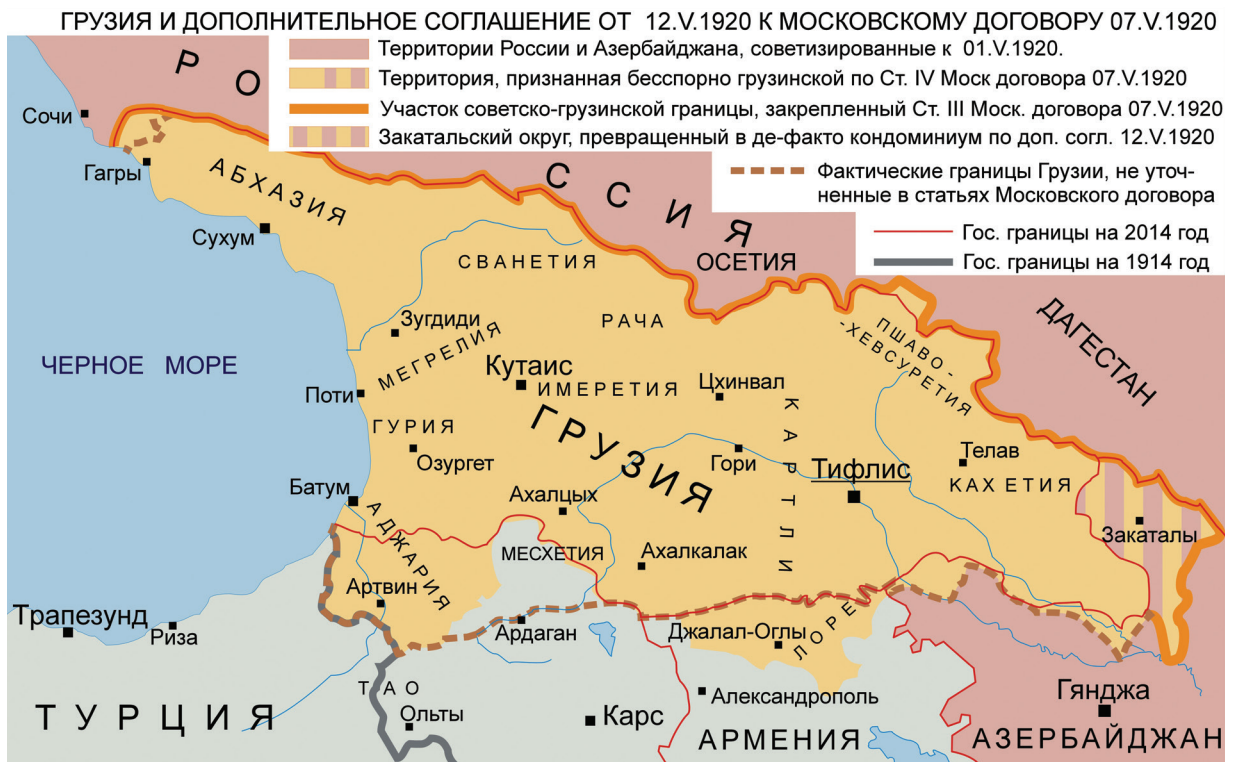 ГРУЗИЯ И ДОПОЛНИТЕЛЬНОЕ СОГЛАШЕНИЕ ОТ 12.V.1920 К МОСКОВСКОМУ ДОГОВОРУ 07.V.1920
Территории России и Азербайджана, советизированные к 01.V.1920.
Территория, признанная бесспорно грузинской по Ст. IV Моск договора 07.V.1920
Участок советско-грузинской границы, закрепленный Ст. III Моск. договора 07.V.1920
Закатальский округ, превращенный в де-факто кондоминиум по доп. согл. 12.V.1920
Фактические границы Грузии, не уточ-
ненные в статьях Московского договора
Гос. границы на 2014 год
Гос. границы на 1914 год
РОССИЯ
Сочи
Гагры
АБХАЗИЯ
Сухум
СВАНЕТИЯ
ОСЕТИЯ
ДАГЕСТАН
Зугдиди
РАЧА
ПШАВО-
-ХЕВСУРЕТИЯ
МЕГРЕЛИЯ
ЧЕРНОЕ МОРЕ
Кутаис
ИМЕРЕТИЯ
Цхинвал
Поти
ГУРИЯ
ГРУЗИЯ
КАРТЛИ
Озургет
Гори
Тифлис
Телав
КАХЕТИЯ
Батум
Ахалцых
Закаталы
АДЖАРИЯ
МЕСХЕТИЯ
Ахалкалак
Артвин
Трапезунд
Риза
Ардаган
Джалал-Оглы
ЛОРЕ
ТАО
Александрополь
Гянджа
ТУРЦИЯ
Ольты
Карс
АРМЕНИЯ
АЗЕРБАЙДЖАН